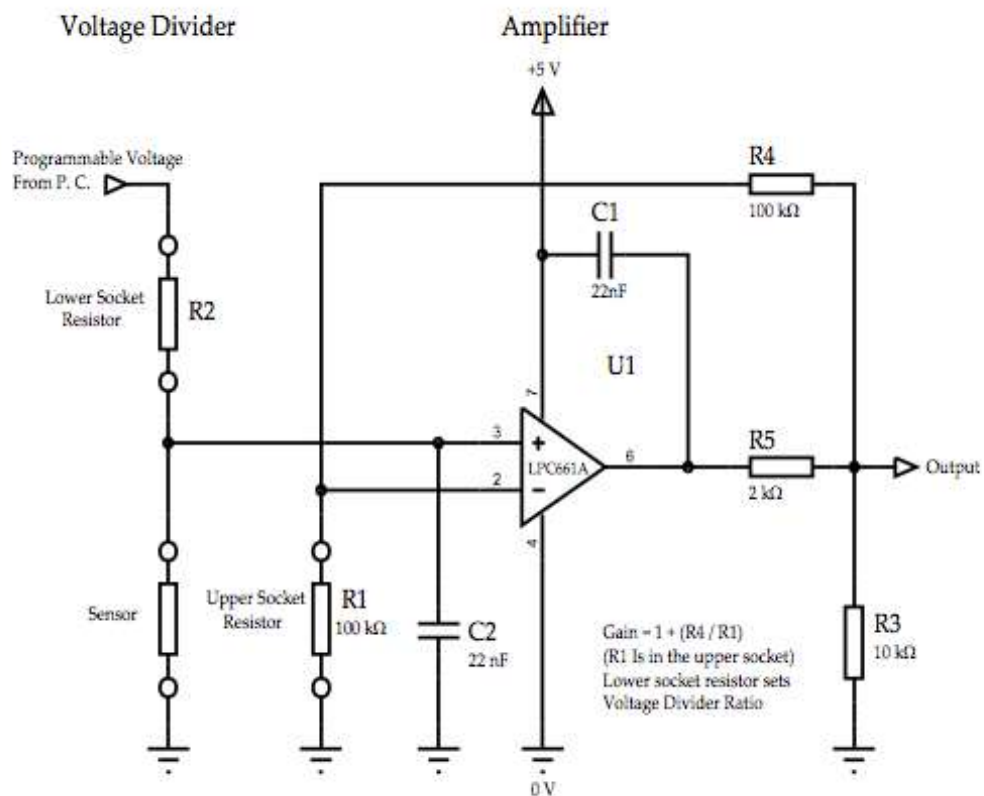 Voltage Divider
Amplifier
+5 V
Programmable Voltage
From P. C.
R4
100 kΩ
C1
22nF
Lower Socket
Resistor
R2
U1
7
3
+
LPC661A
6
2
−
4
R5
2 kΩ
Output
Sensor
Upper Socket
Resistor
R1
100 kΩ
C2
22 nF
Gain = 1 + (R4 / R1)
(R1 Is in the upper socket)
Lower socket resistor sets
Voltage Divider Ratio
R3
10 kΩ
0 V